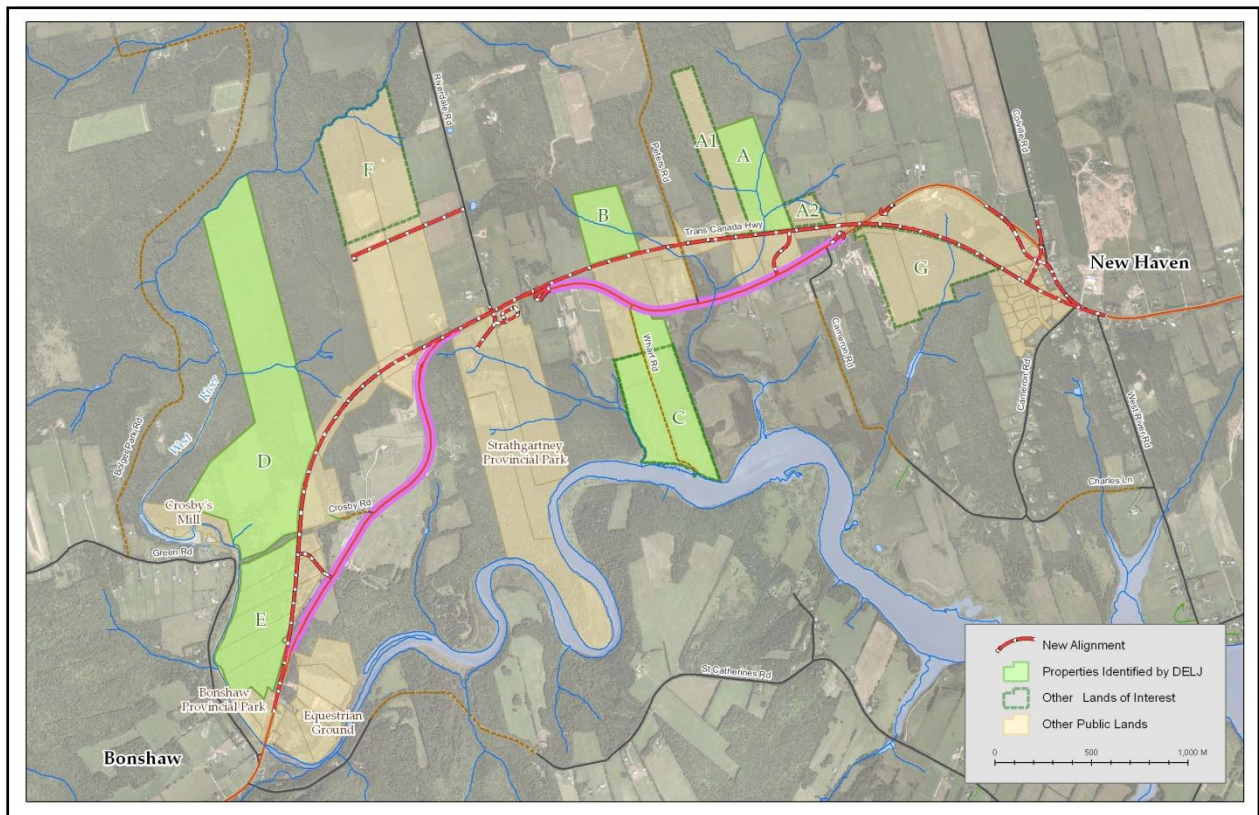 Riverdale Rd
Peters Rd
Colville Rd
F
A1
A
B
A2
Trans Canada Hwy
G
New Haven
Wharf Rd
Cameron Rd
Cameron Rd
West River Rd
Bolger Park Rd
West River
C
D
Strathgartney
Provincial Park
Crosby's
Mill
Crosby Rd
Charles Ln
Green Rd
E
St Catherines Rd
Bonshaw
Provincial Park
Equestrian
Ground
Bonshaw
New Alignment
Properties Identified by DELJ
Other Lands of Interest
Other Public Lands
0 500 1,000 M